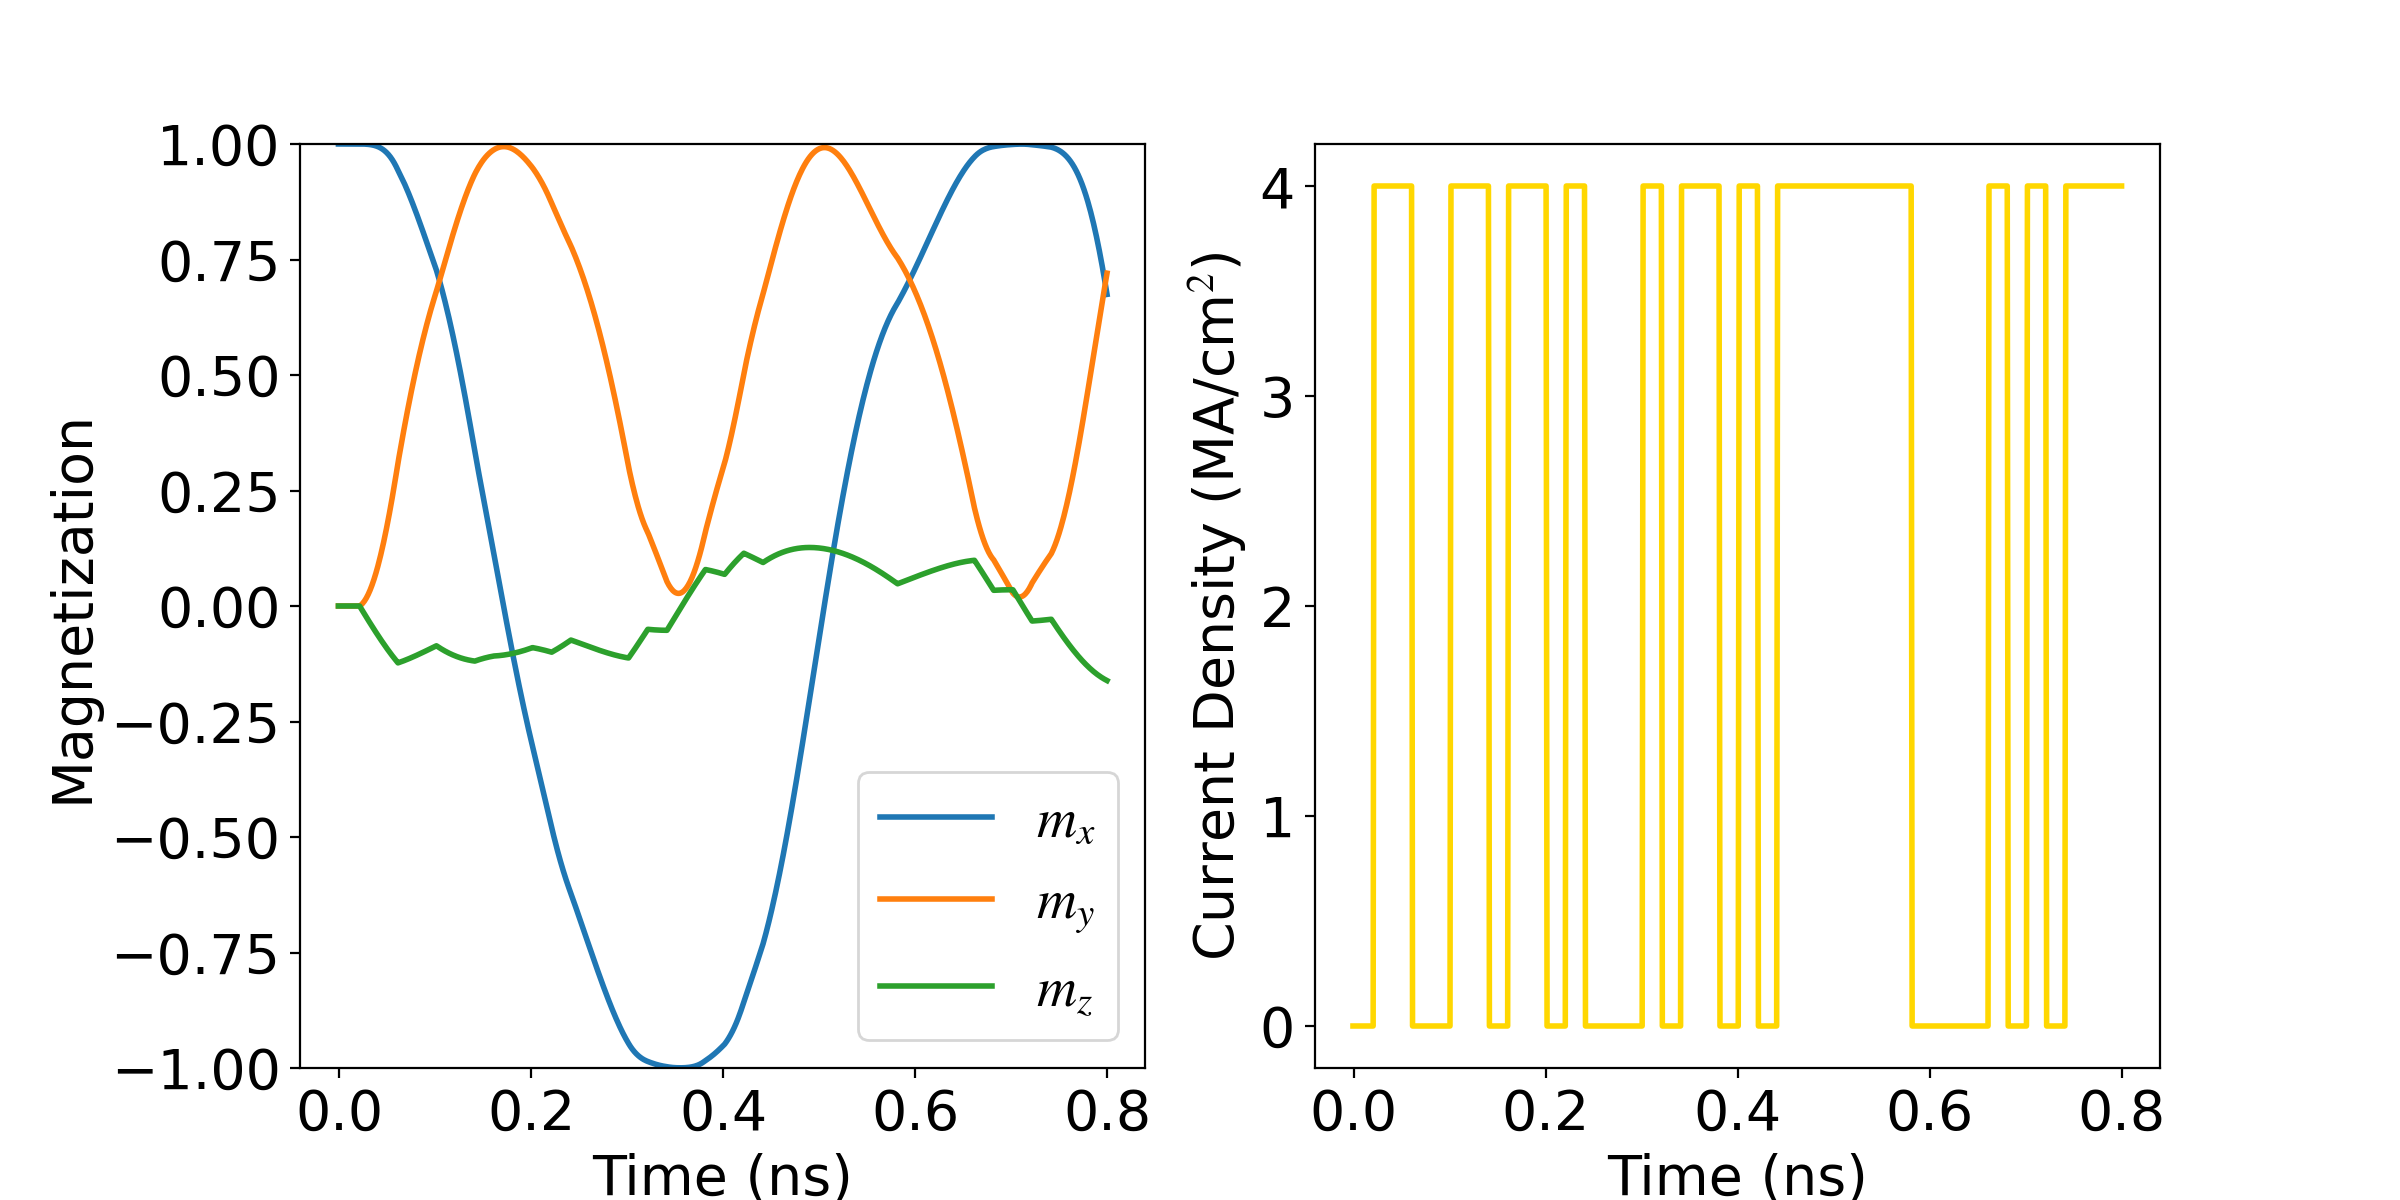 Magnetization
1.00
0.75
0.50
0.25
0.00
−0.25
−0.50
−0.75
−1.00
0.0 0.2 0.4 0.6 0.8
Time (ns)
m_x
m_y
m_z
Current Density (MA/cm²)
4
3
2
1
0
0.0 0.2 0.4 0.6 0.8
Time (ns)